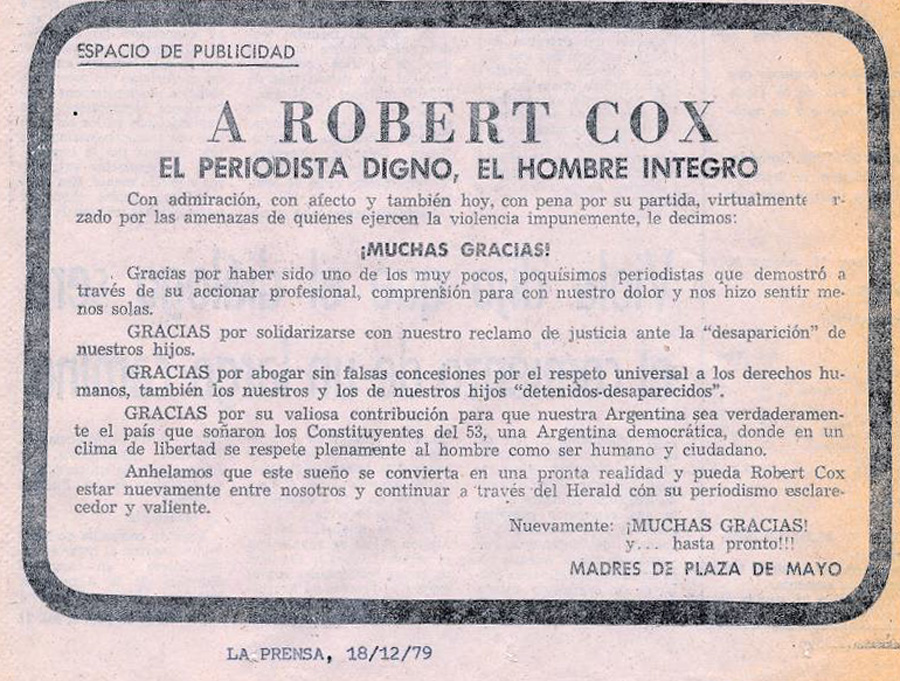 ESPACIO DE PUBLICIDAD
A ROBERT COX
EL PERIODISTA DIGNO, EL HOMBRE INTEGRO
Con admiración, con afecto y también hoy, con pena por su partida, virtualmente r-
zado por las amenazas de quienes ejercen la violencia impunemente, le decimos:
¡MUCHAS GRACIAS!
Gracias por haber sido uno de los muy pocos, poquísimos periodistas que demostró a
través de su accionar profesional, comprensión para con nuestro dolor y nos hizo sentir me-
nos solas.
GRACIAS por solidarizarse con nuestro reclamo de justicia ante la "desaparición" de
nuestros hijos.
GRACIAS por abogar sin falsas concesiones por el respeto universal a los derechos hu-
manos, también los nuestros y los de nuestros hijos "detenidos-desaparecidos".
GRACIAS por su valiosa contribución para que nuestra Argentina sea verdaderamen-
te el país que soñaron los Constituyentes del 53, una Argentina democrática, donde en un
clima de libertad se respete plenamente al hombre como ser humano y ciudadano.
Anhelamos que este sueño se convierta en una pronta realidad y pueda Robert Cox
estar nuevamente entre nosotros y continuar a través del Herald cón su periodismo esclare-
cedor y valiente.
Nuevamente: ¡MUCHAS GRACIAS!
y... hasta pronto!!!
MADRES DE PLAZA DE MAYO
LA PRENSA, 18/12/79